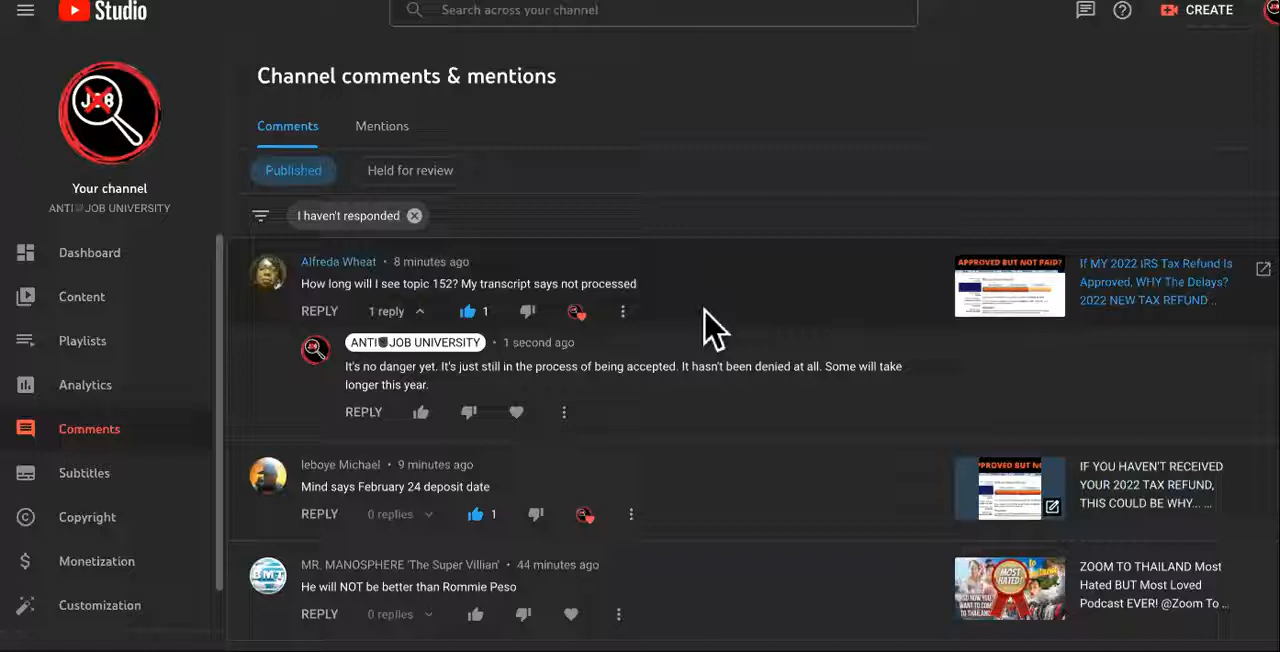 Studio
Search across your channel
CREATE
JOB
Your channel
ANTI JOB UNIVERSITY
Dashboard
Content
Playlists
Analytics
Comments
Subtitles
Copyright
Monetization
Customization
Channel comments & mentions
Comments
Mentions
Published
Held for review
I haven't responded
Alfreda Wheat • 8 minutes ago
How long will I see topic 152? My transcript says not processed
REPLY 1 reply 1
APPROVED BUT NOT PAID?
If MY 2022 IRS Tax Refund Is
Approved, WHY The Delays?
2022 NEW TAX REFUND ...
ANTI JOB UNIVERSITY • 1 second ago
It's no danger yet. It's just still in the process of being accepted. It hasn't been denied at all. Some will take
longer this year.
REPLY
leboye Michael • 9 minutes ago
Mind says February 24 deposit date
REPLY 0 replies 1
PPROVED BUT NO
IF YOU HAVEN'T RECEIVED
YOUR 2022 TAX REFUND,
THIS COULD BE WHY... ...
MR. MANOSPHERE 'The Super Villian' • 44 minutes ago
He will NOT be better than Rommie Peso
REPLY 0 replies
BMT
MOST
HATED!
ZOOM TO THAILAND Most
Hated BUT Most Loved
Podcast EVER! @Zoom To ...